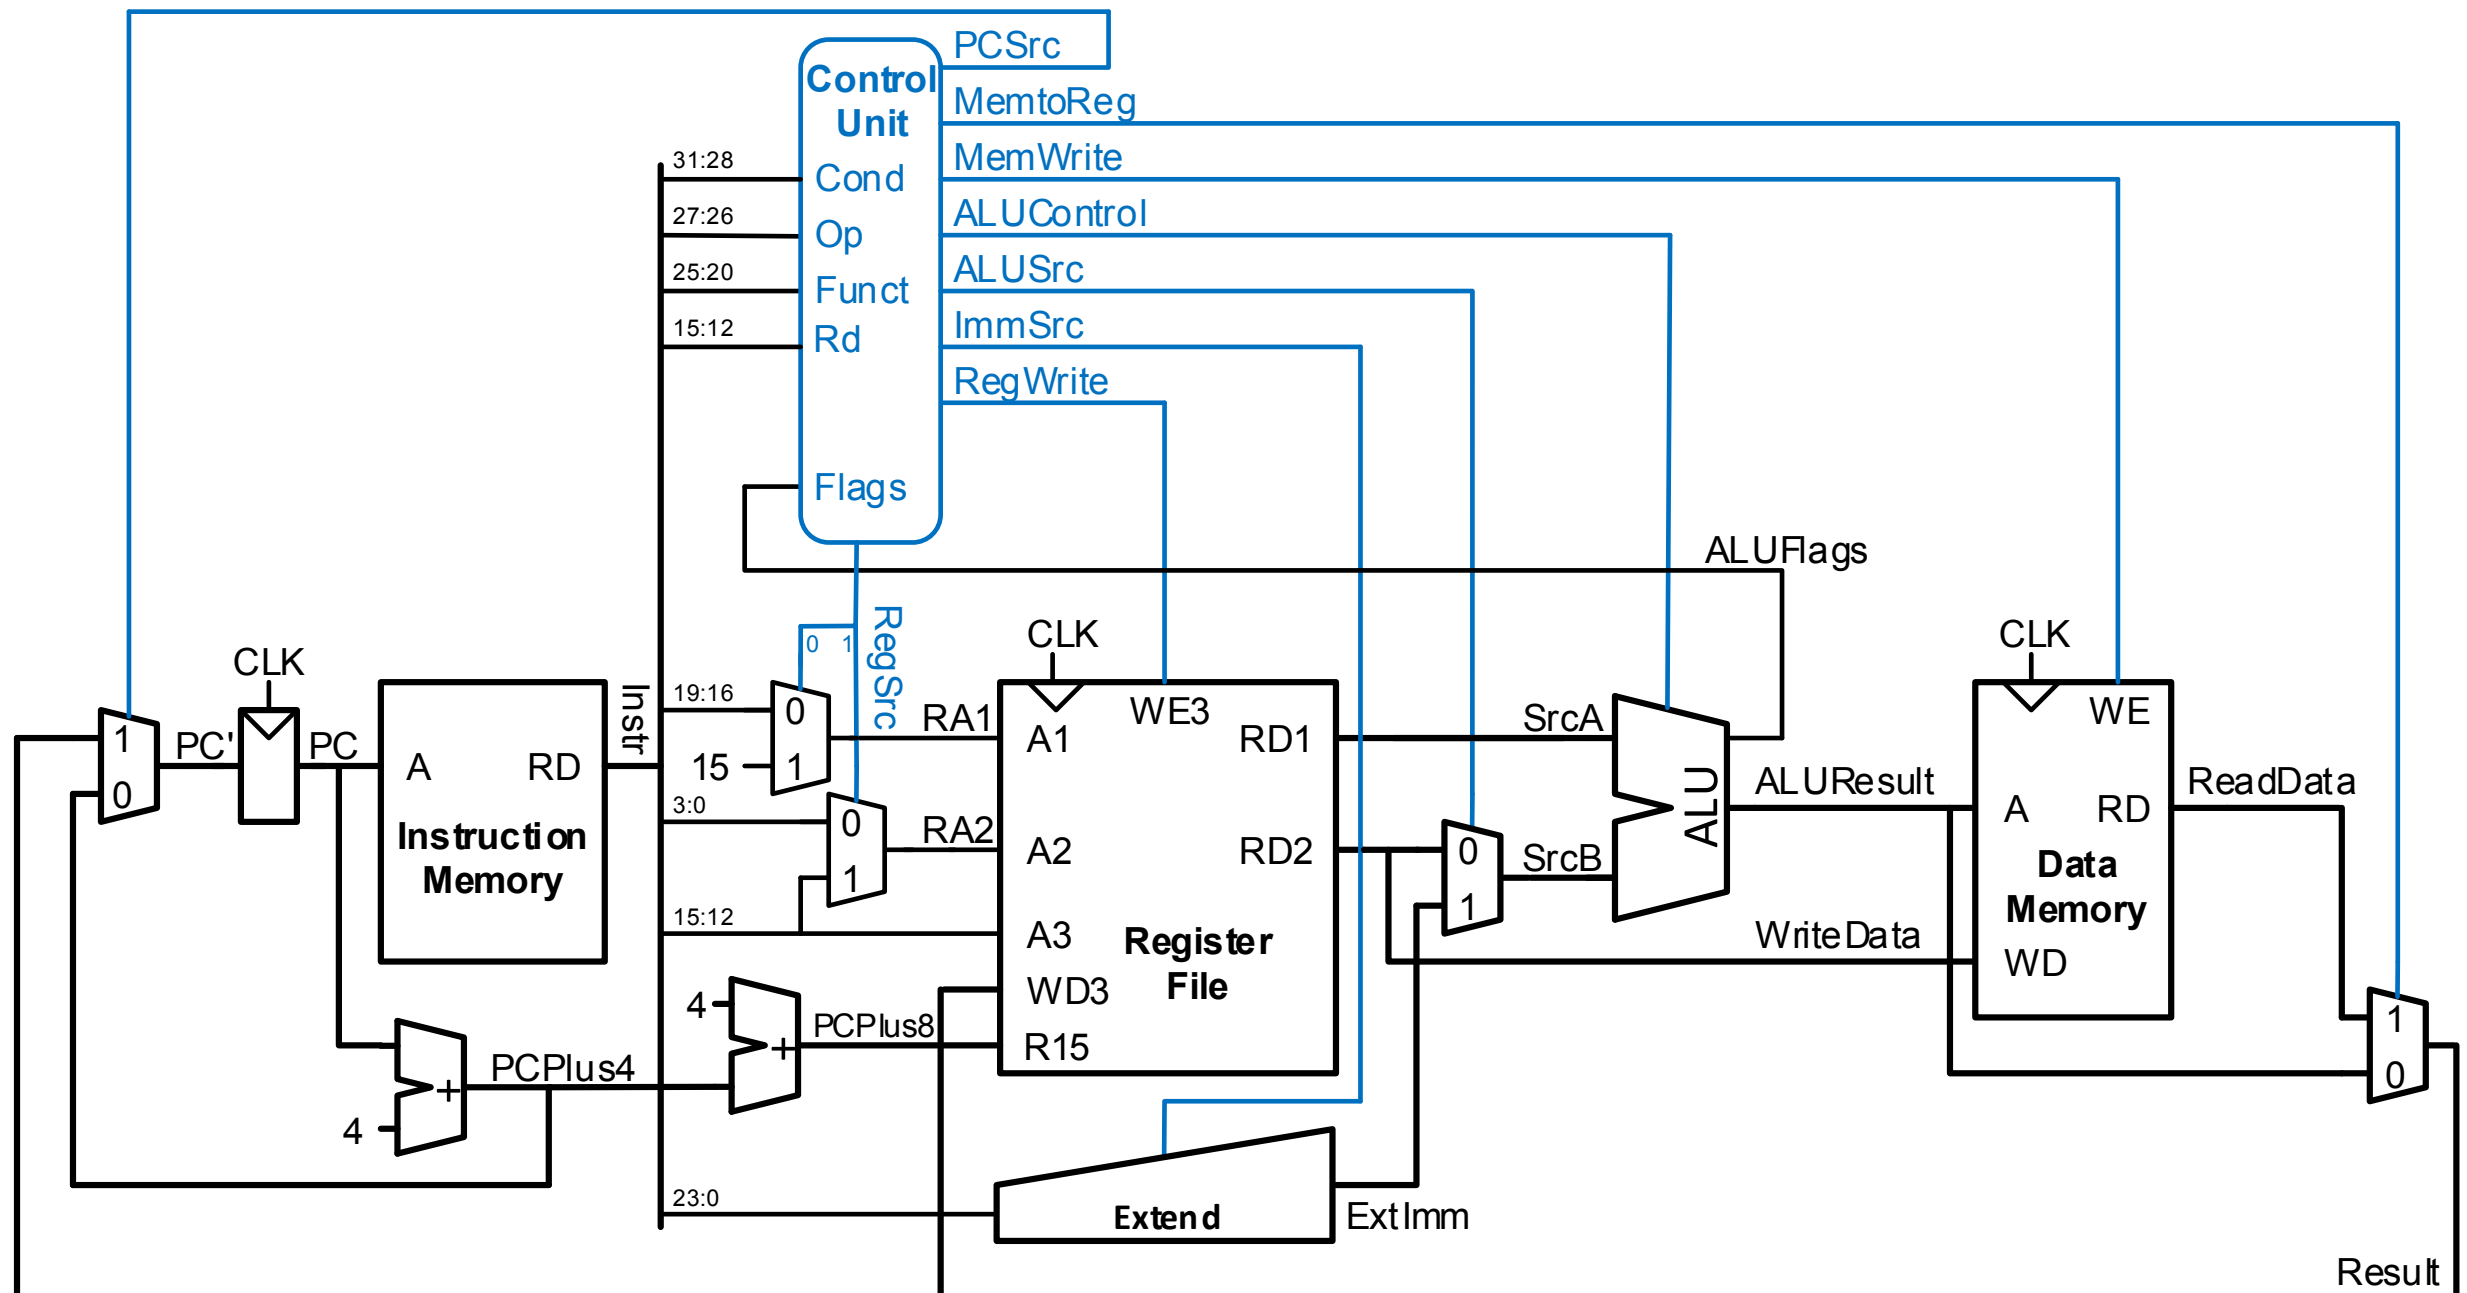 PCSrc
Control
Unit
MemtoReg
MemWrite
31:28
Cond
ALUControl
27:26
Op
ALUSrc
25:20
Funct
ImmSrc
15:12
Rd
RegWrite
Flags
ALUFlags
RegSrc
0 1
CLK
CLK
CLK
Instr
19:16
0
RA1
A1
WE3
RD1
SrcA
WE
1
PC'
PC
A
RD
15
1
ALU
ALUResult
ReadData
0
3:0
0
RA2
A2
RD2
0
SrcB
A
RD
Instruction
Memory
1
1
Data
Memory
15:12
A3
Register
File
WriteData
WD
4
WD3
PCPlus8
+
R15
1
0
PCPlus4
+
4
23:0
Extend
ExtImm
Result